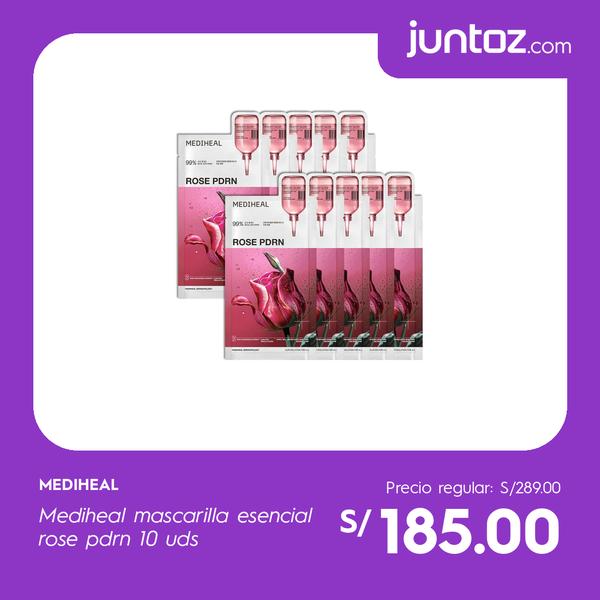 juntoz.com
MEDIHEAL
99%
ROSE PDRN
MEDIHEAL
99%
ROSE PDRN
MEDIHEAL
Mediheal mascarilla esencial
rose pdrn 10 uds
Precio regular: S/289.00
S/185.00